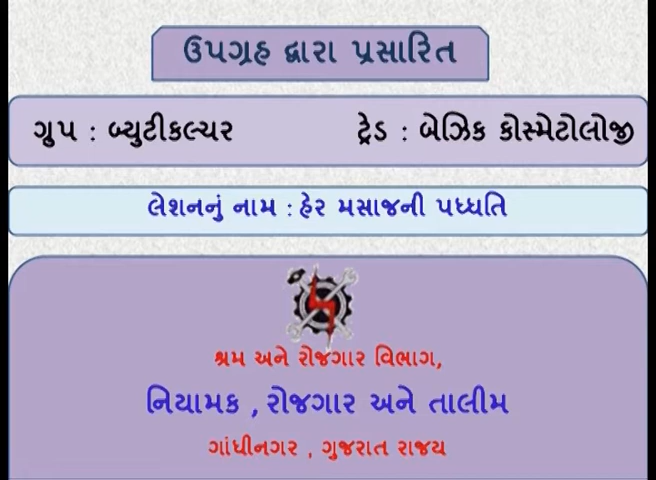 ઉપગ્રહ દ્વારા પ્રસારિત
ગ્રુપ : બ્યુટીકલ્ચર ટ્રેડ : બેઝિક કોસ્મેટોલોજી
લેશનનું નામ : હેર મસાજની પધ્ધતિ
શ્રમ અને રોજગાર વિભાગ,
નિયામક , રોજગાર અને તાલીમ
ગાંધીનગર , ગુજરાત રાજય